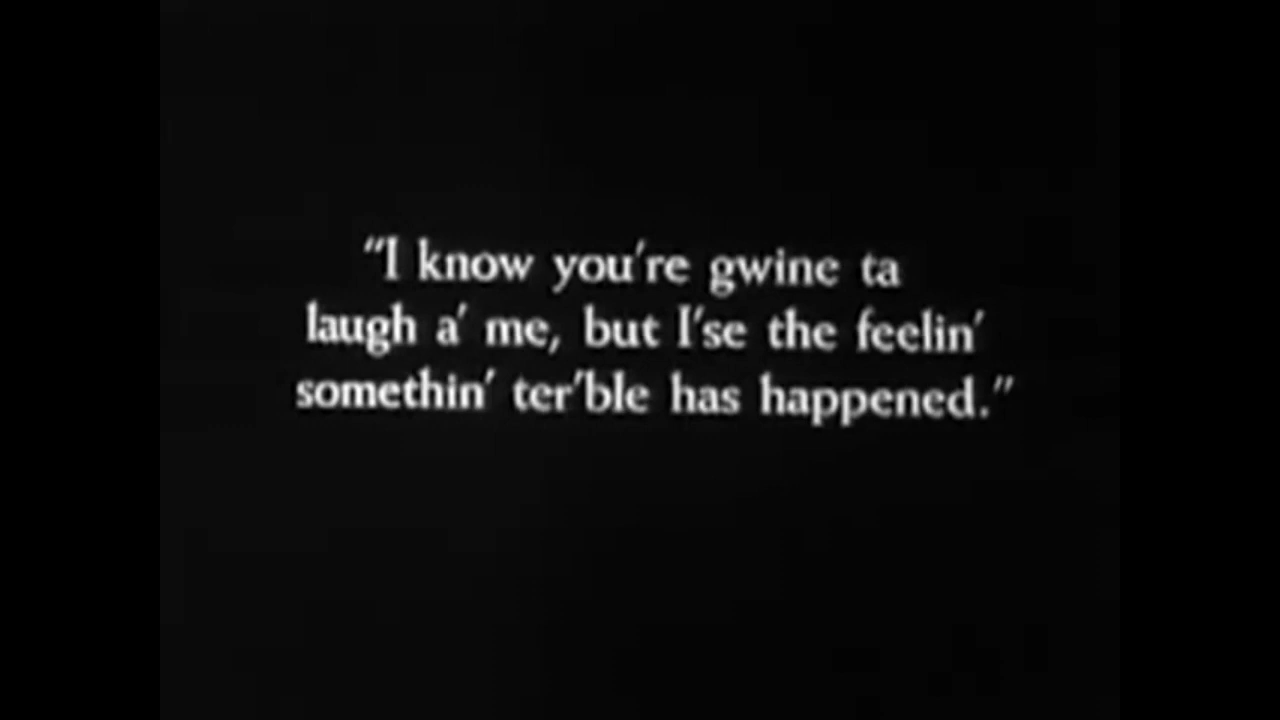 "I know you're gwine ta
laugh a' me, but I'se the feelin'
somethin' ter'ble has happened."